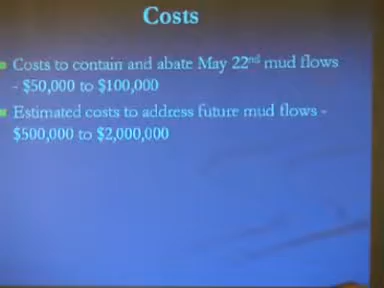 Costs
Costs to contain and abate May 22nd mud flows
- $50,000 to $100,000
Estimated costs to address future mud flows -
$500,000 to $2,000,000